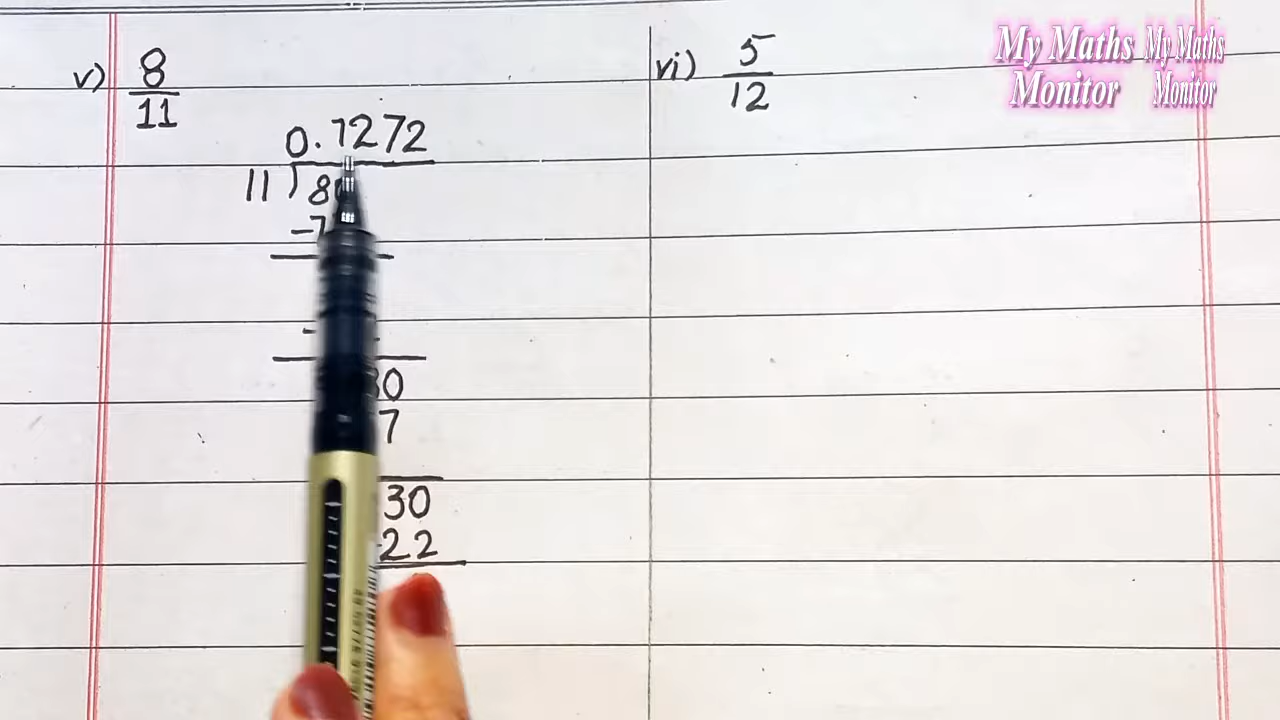 v) 8/11
0.7272
11 ) 8
-7
-
0
7
30
-22
vi) 5/12
My Maths Monitor
My Maths Monitor